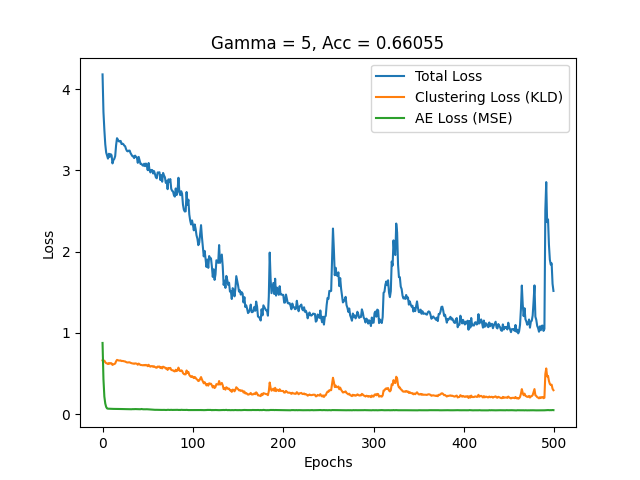 Gamma = 5, Acc = 0.66055
Total Loss
Clustering Loss (KLD)
AE Loss (MSE)
4
3
2
1
0
Loss
0 100 200 300 400 500
Epochs